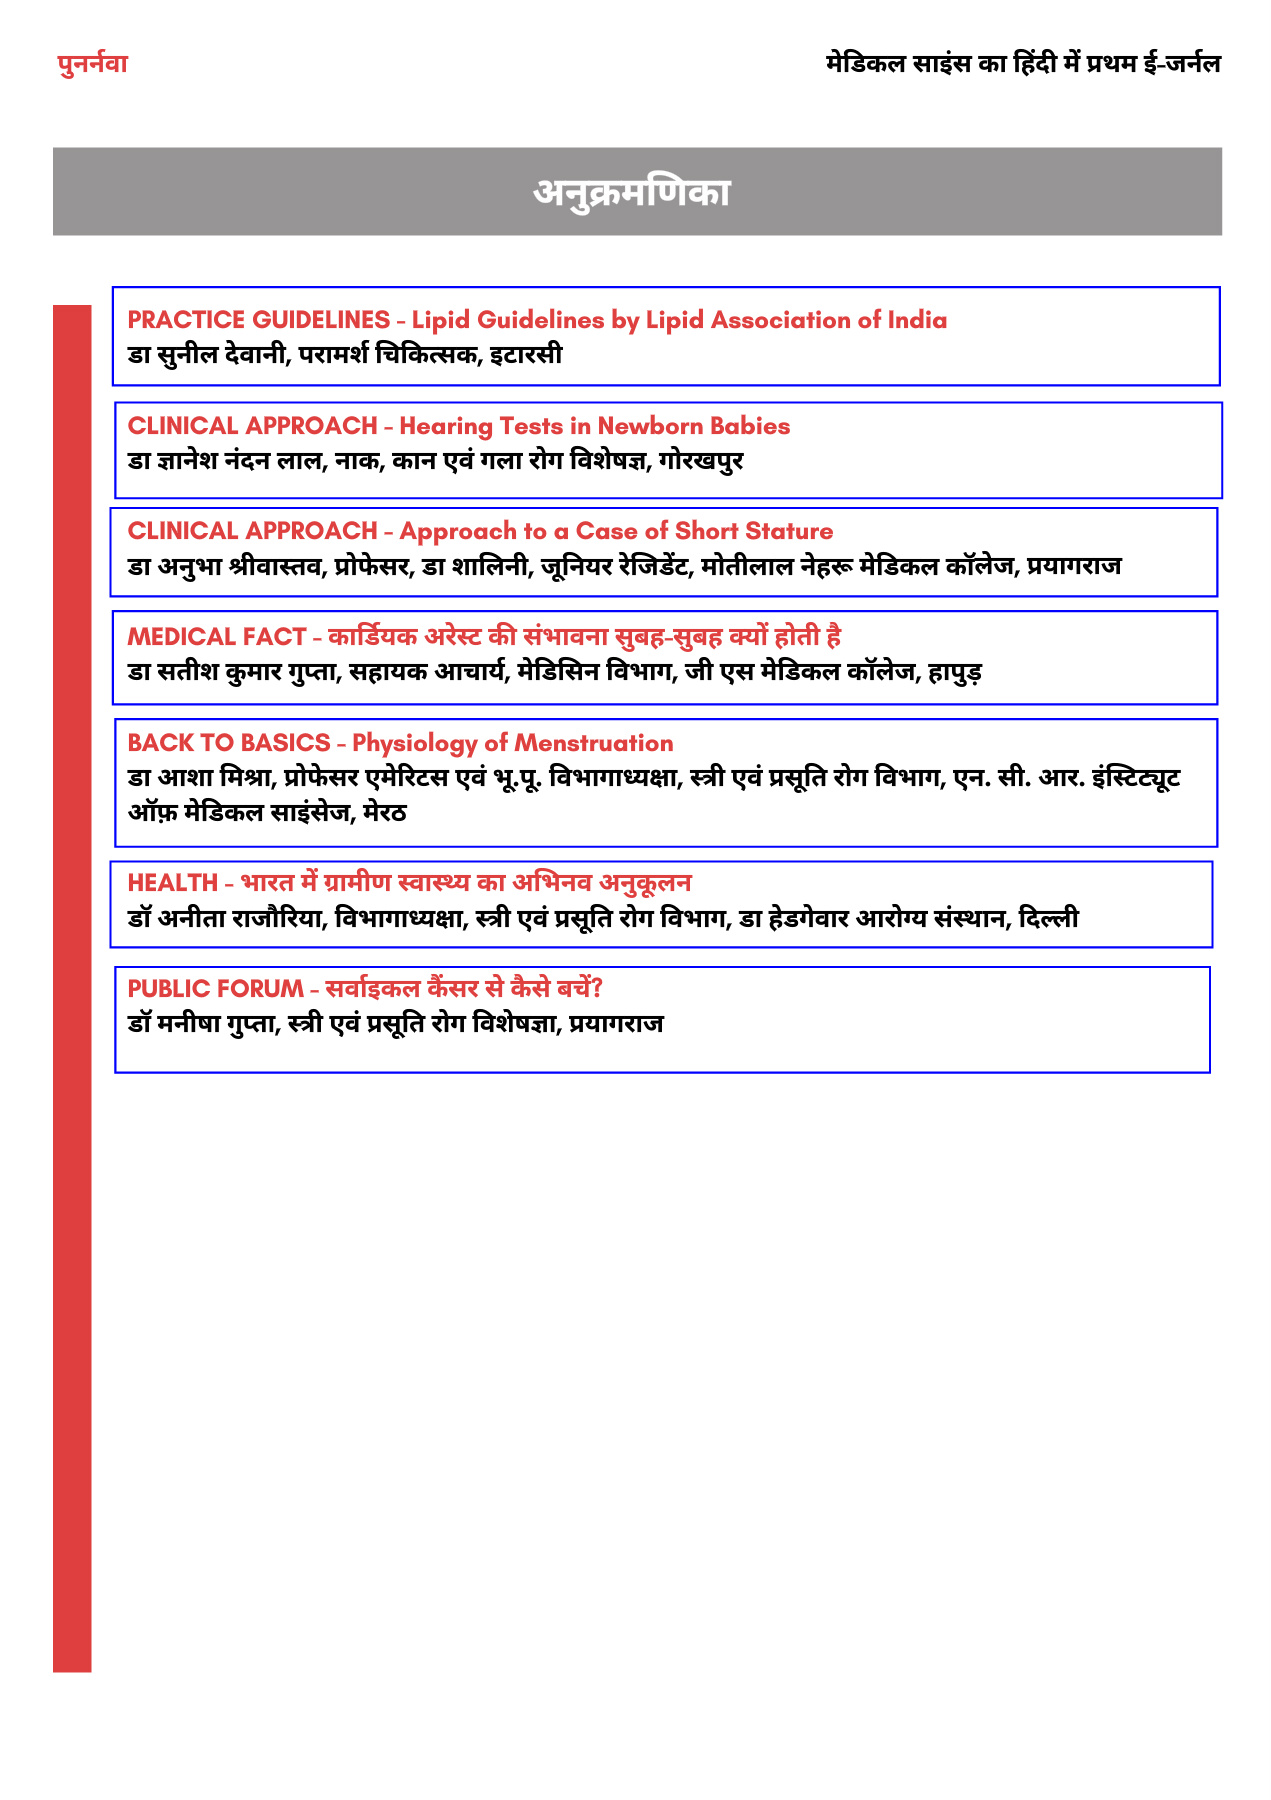 पुनर्नवा
मेडिकल साइंस का हिंदी में प्रथम ई-जर्नल
अनुक्रमणिका
PRACTICE GUIDELINES - Lipid Guidelines by Lipid Association of India
डा सुनील देवानी, परामर्श चिकित्सक, इटारसी
CLINICAL APPROACH - Hearing Tests in Newborn Babies
डा ज्ञानेश नंदन लाल, नाक, कान एवं गला रोग विशेषज्ञ, गोरखपुर
CLINICAL APPROACH - Approach to a Case of Short Stature
डा अनुभा श्रीवास्तव, प्रोफेसर, डा शालिनी, जूनियर रेजिडेंट, मोतीलाल नेहरू मेडिकल कॉलेज, प्रयागराज
MEDICAL FACT - कार्डियक अरेस्ट की संभावना सुबह-सुबह क्यों होती है
डा सतीश कुमार गुप्ता, सहायक आचार्य, मेडिसिन विभाग, जी एस मेडिकल कॉलेज, हापुड़
BACK TO BASICS - Physiology of Menstruation
डा आशा मिश्रा, प्रोफेसर एमेरिटस एवं भू.पू. विभागाध्यक्षा, स्त्री एवं प्रसूति रोग विभाग, एन. सी. आर. इंस्टिट्यूट
ऑफ़ मेडिकल साइंसेज, मेरठ
HEALTH - भारत में ग्रामीण स्वास्थ्य का अभिनव अनुकूलन
डॉ अनीता राजौरिया, विभागाध्यक्षा, स्त्री एवं प्रसूति रोग विभाग, डा हेडगेवार आरोग्य संस्थान, दिल्ली
PUBLIC FORUM - सर्वाइकल कैंसर से कैसे बचें?
डॉ मनीषा गुप्ता, स्त्री एवं प्रसूति रोग विशेषज्ञा, प्रयागराज